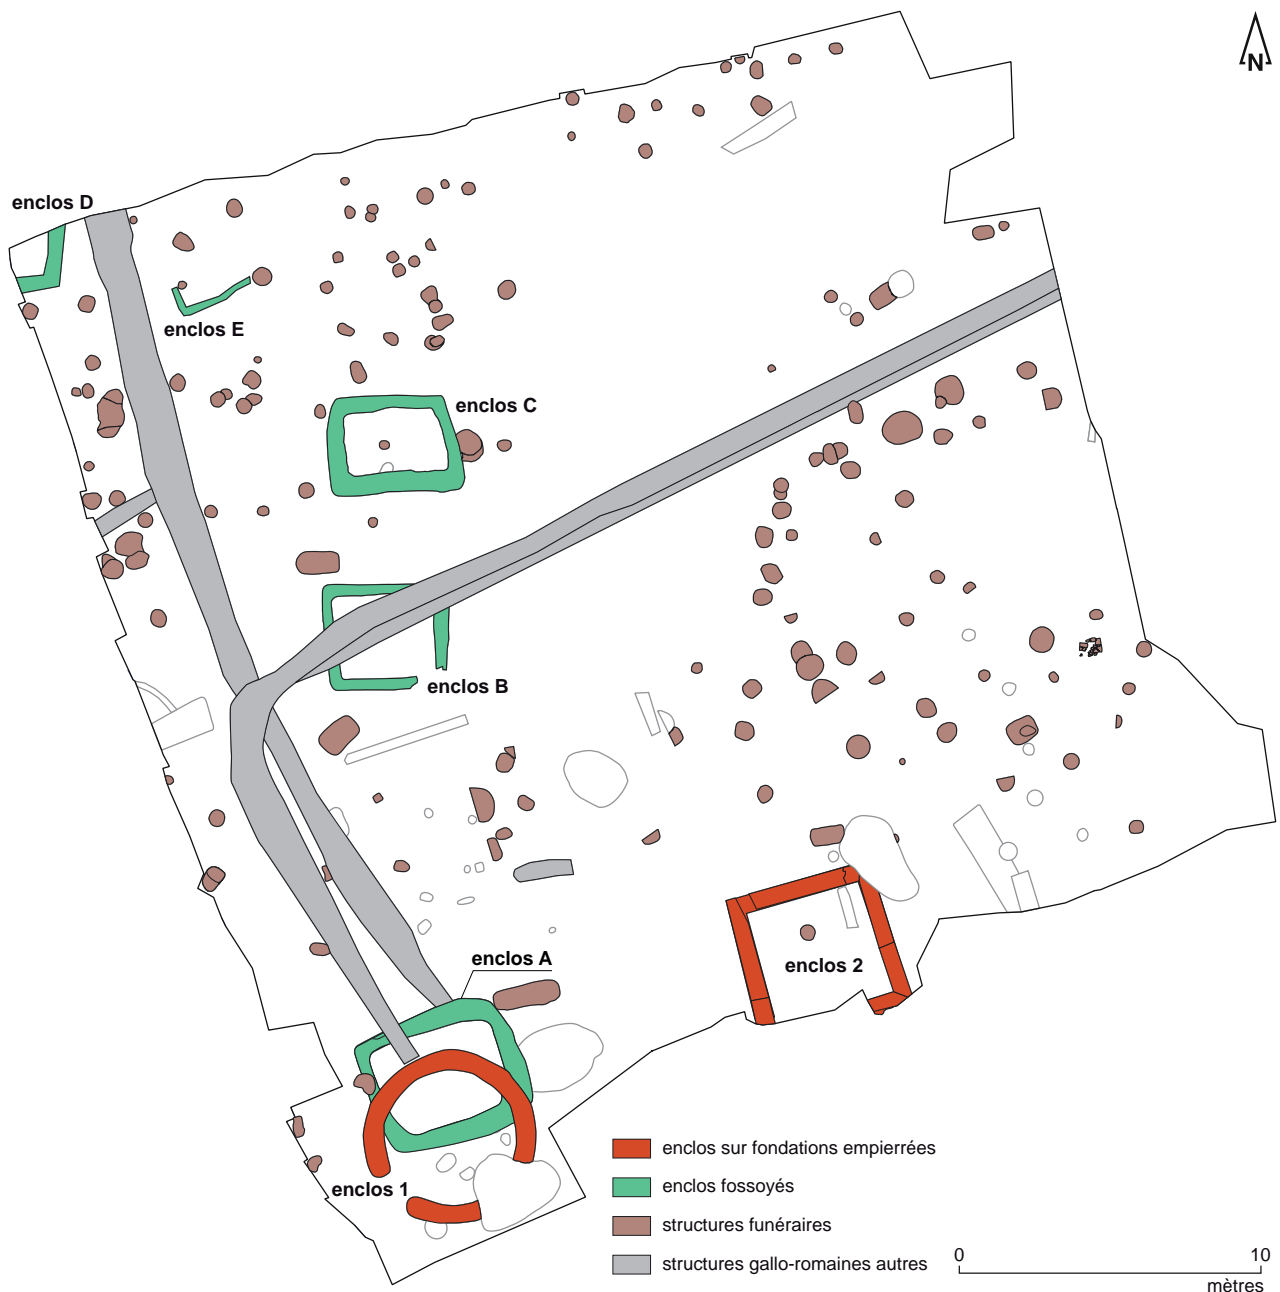 N
enclos D
enclos E
enclos C
enclos B
enclos A
enclos 2
enclos 1
enclos sur fondations empierrées
enclos fossoyés
structures funéraires
structures gallo-romaines autres
0 10
mètres